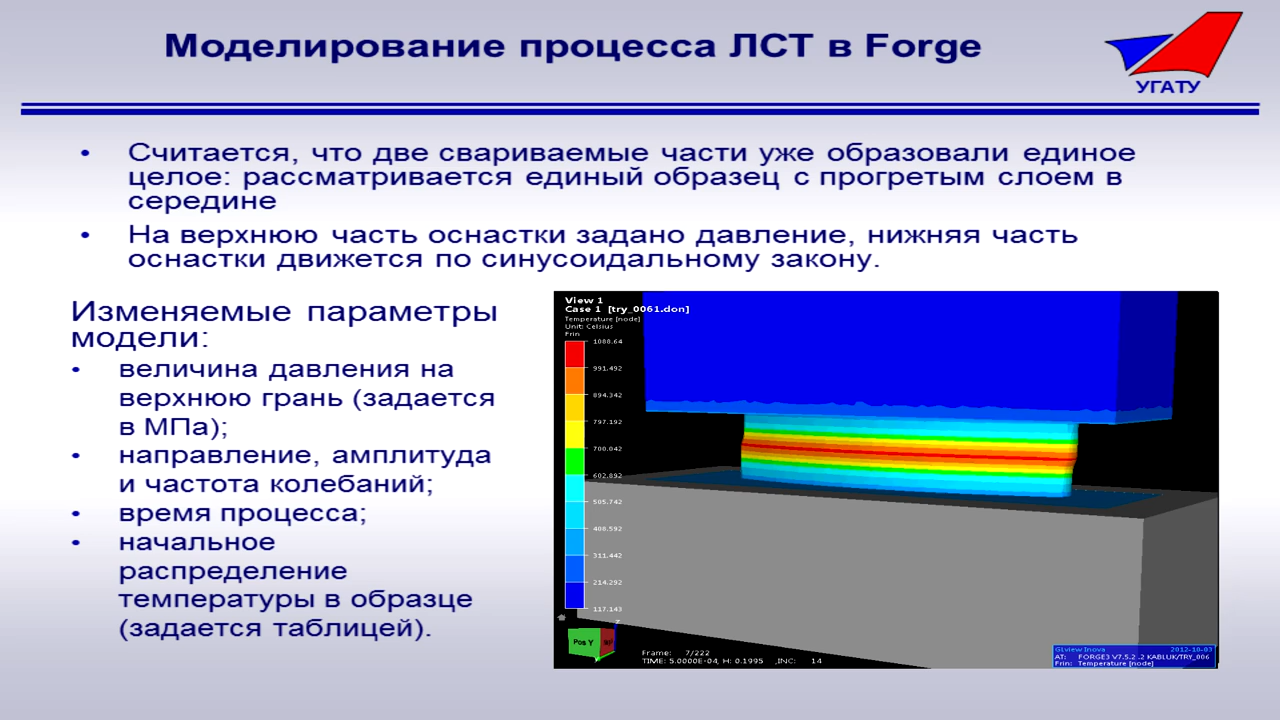 Моделирование процесса ЛСТ в Forge
УГАТУ
• Считается, что две свариваемые части уже образовали единое
целое: рассматривается единый образец с прогретым слоем в
середине
• На верхнюю часть оснастки задано давление, нижняя часть
оснастки движется по синусоидальному закону.
Изменяемые параметры
модели:
• величина давления на
верхнюю грань (задается
в МПа);
• направление, амплитуда
и частота колебаний;
• время процесса;
• начальное
распределение
температуры в образце
(задается таблицей).
View 1
Case 1 [try_0061.don]
Temperature [node]
Unit: Celsius
Frin
1088.64
991.492
894.342
797.192
700.042
602.892
505.742
408.592
311.442
214.292
117.143
Z
Pos Y
Frame: 7/222
TIME: 5.0000E-04, H: 0.1995 ,INC: 14
GLview Inova 2012-10-03
AT: FORGE3 V7.5.2 .2 KABLUK/TRY_006
Frin: Temperature [node]